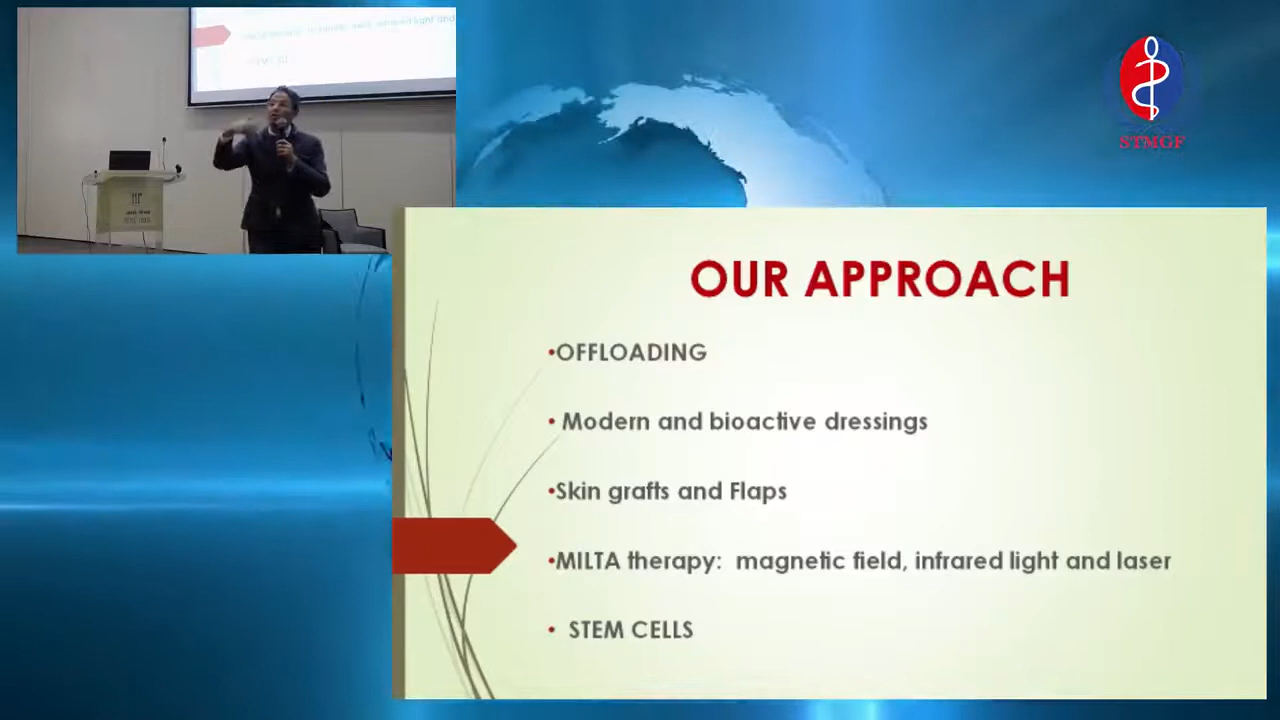 STMGF
OUR APPROACH
•OFFLOADING
• Modern and bioactive dressings
•Skin grafts and Flaps
•MILTA therapy: magnetic field, infrared light and laser
• STEM CELLS